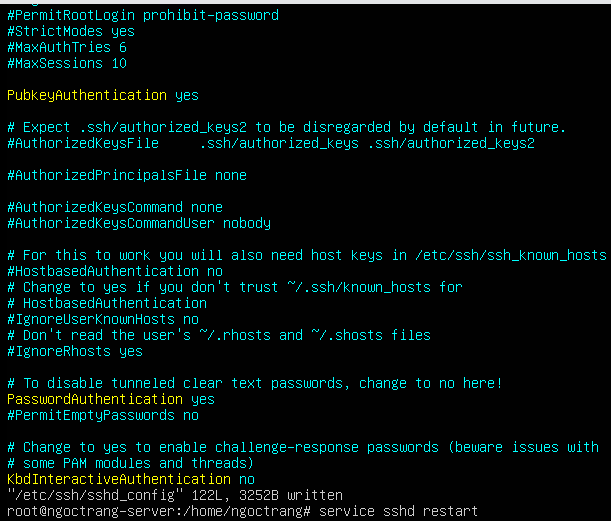 #PermitRootLogin prohibit-password
#StrictModes yes
#MaxAuthTries 6
#MaxSessions 10
PubkeyAuthentication yes
# Expect .ssh/authorized_keys2 to be disregarded by default in future.
#AuthorizedKeysFile     .ssh/authorized_keys .ssh/authorized_keys2
#AuthorizedPrincipalsFile none
#AuthorizedKeysCommand none
#AuthorizedKeysCommandUser nobody
# For this to work you will also need host keys in /etc/ssh/ssh_known_hosts
#HostbasedAuthentication no
# Change to yes if you don't trust ~/.ssh/known_hosts for
# HostbasedAuthentication
#IgnoreUserKnownHosts no
# Don't read the user's ~/.rhosts and ~/.shosts files
#IgnoreRhosts yes
# To disable tunneled clear text passwords, change to no here!
PasswordAuthentication yes
#PermitEmptyPasswords no
# Change to yes to enable challenge-response passwords (beware issues with
# some PAM modules and threads)
KbdInteractiveAuthentication no
"/etc/ssh/sshd_config" 122L, 3252B written
root@ngoctrang-server:/home/ngoctrang# service sshd restart